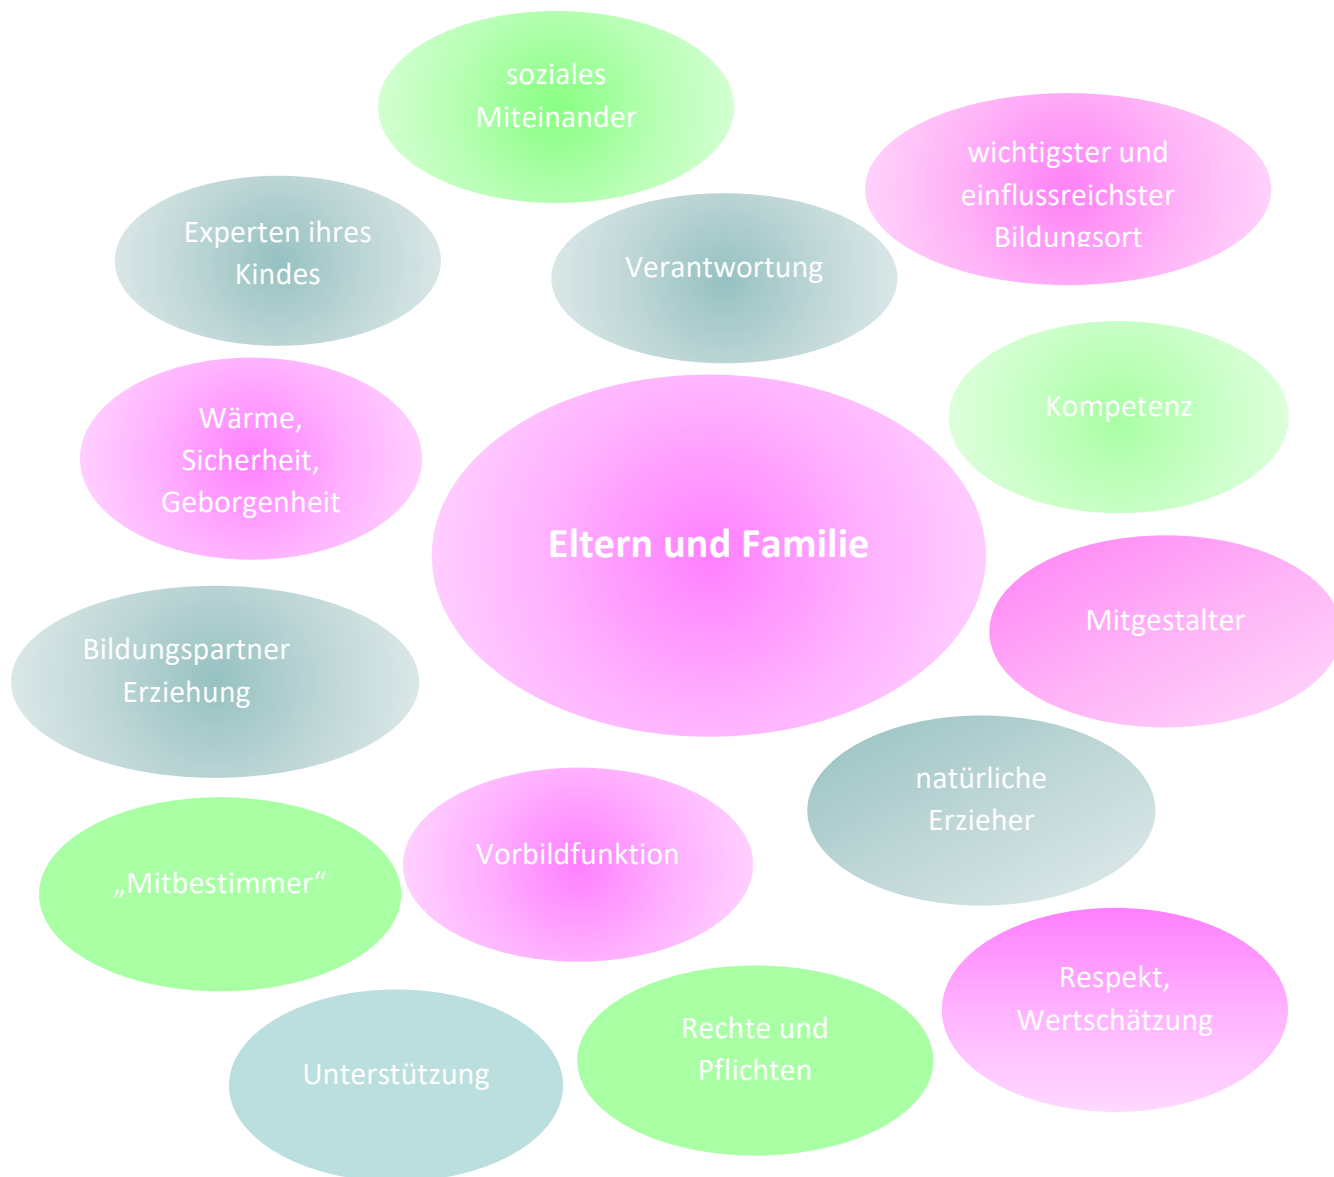 soziales
Miteinander
wichtigster und
einflussreichster
Bildungsort
Experten ihres
Kindes
Verantwortung
Wärme,
Sicherheit,
Geborgenheit
Kompetenz
Eltern und Familie
Mitgestalter
Bildungspartner
Erziehung
natürliche
Erzieher
Vorbildfunktion
„Mitbestimmer“
Respekt,
Wertschätzung
Rechte und
Pflichten
Unterstützung